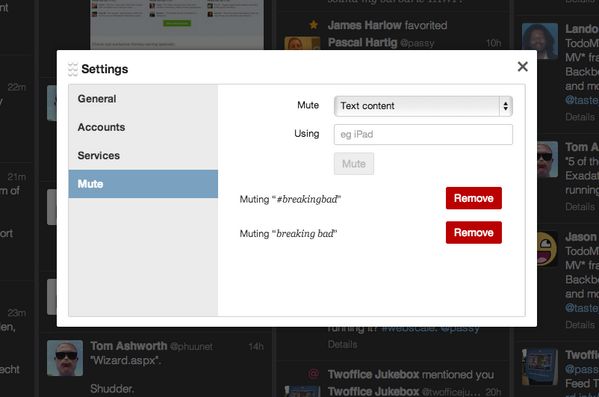 James Harlow favorited
Pascal Hartig @passy
10h
22m
Settings
General
Accounts
Services
Mute
Mute
Text content
Using
eg iPad
Mute
Muting "#breakingbad"
Remove
Muting "breaking bad"
Remove
21m
m of
ort
23m
en,
echt
Tom Ashworth @phuunet
14h
"Wizard.aspx".
Shudder.
running it? #webscale. @passy
Details
@ Twoffice Jukebox mentioned you
Twoffice Jukebox @twofficeju...
20h
Lando
TodoM
MV* fra
Backbo
and mo
@taste
Details
Tom A
"5 of the
Exadat
running
Details
Jason
TodoM
MV* fra
Backbo
and mo
@taste
Details
Twoffic
Feed T